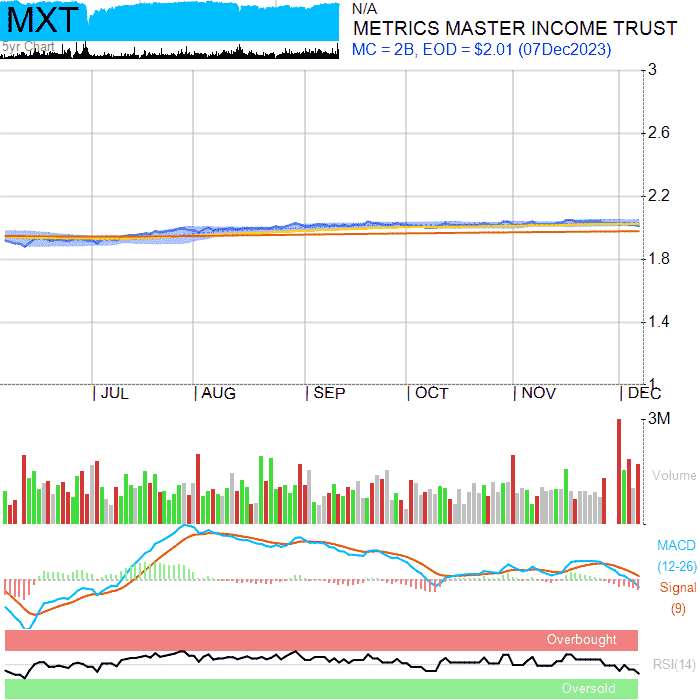 MXT
N/A
METRICS MASTER INCOME TRUST
5yr Chart
MC = 2B, EOD = $2.01 (07Dec2023)
3
2.6
2.2
1.8
1.4
1
JUL AUG SEP OCT NOV DEC
3M
Volume
MACD
(12-26)
Signal
(9)
Overbought
RSI(14)
Oversold